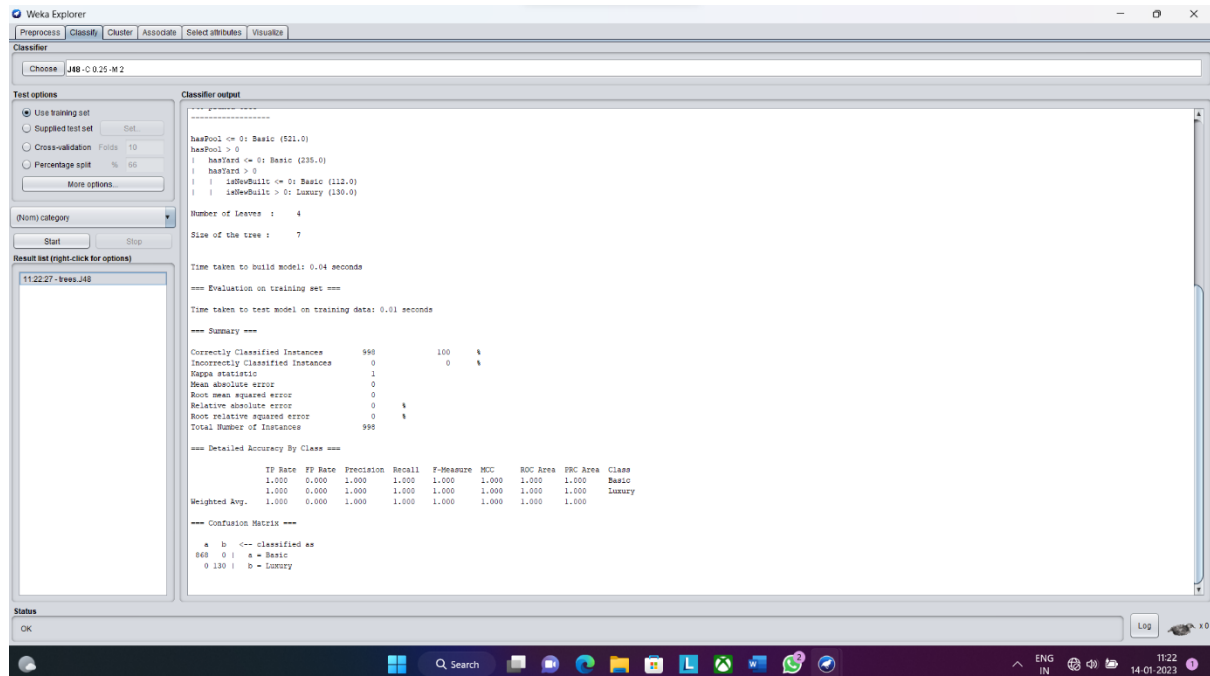 Weka Explorer
Preprocess Classify Cluster Associate Select attributes Visualize
Classifier
Choose J48 -C 0.25 -M 2
Test options
Use training set
Supplied test set Set...
Cross-validation Folds 10
Percentage split % 66
More options...
(Nom) category
Start Stop
Result list (right-click for options)
11:22:27 - trees.J48
Classifier output
------------------
hasPool <= 0: Basic (521.0)
hasPool > 0
| hasYard <= 0: Basic (235.0)
| hasYard > 0
| | isNewBuilt <= 0: Basic (112.0)
| | isNewBuilt > 0: Luxury (130.0)
Number of Leaves : 4
Size of the tree : 7
Time taken to build model: 0.04 seconds
=== Evaluation on training set ===
Time taken to test model on training data: 0.01 seconds
=== Summary ===
Correctly Classified Instances 998 100 %
Incorrectly Classified Instances 0 0 %
Kappa statistic 1
Mean absolute error 0
Root mean squared error 0
Relative absolute error 0 %
Root relative squared error 0 %
Total Number of Instances 998
=== Detailed Accuracy By Class ===
TP Rate FP Rate Precision Recall F-Measure MCC ROC Area PRC Area Class
1.000 0.000 1.000 1.000 1.000 1.000 1.000 1.000 Basic
1.000 0.000 1.000 1.000 1.000 1.000 1.000 1.000 Luxury
Weighted Avg. 1.000 0.000 1.000 1.000 1.000 1.000 1.000 1.000
=== Confusion Matrix ===
a b <-- classified as
868 0 | a = Basic
0 130 | b = Luxury
Status
OK
Log x 0
Search
L
W
2
ENG
IN
11:22
14-01-2023
1